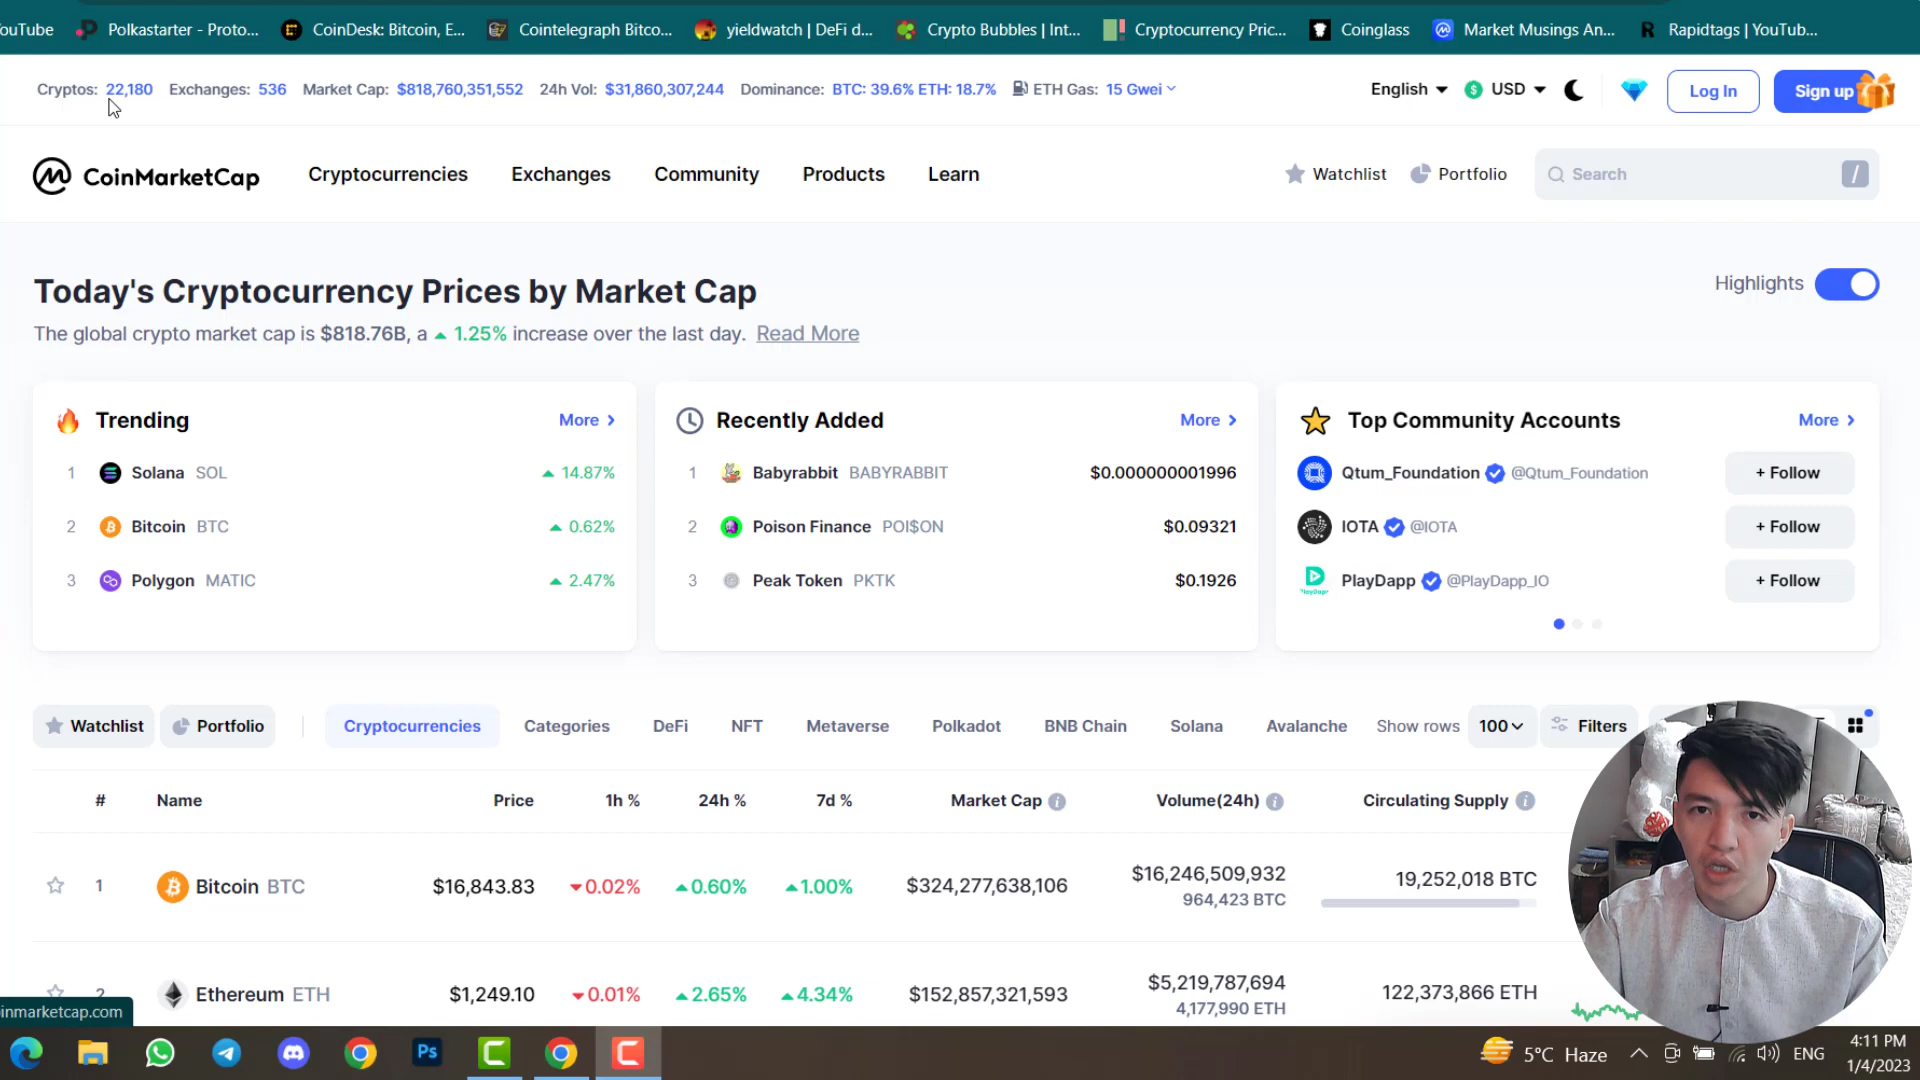 ouTube
Polkastarter - Proto...
CoinDesk: Bitcoin, E...
Cointelegraph Bitco...
yieldwatch | DeFi d...
Crypto Bubbles | Int...
Cryptocurrency Pric...
Coinglass
Market Musings An...
Rapidtags | YouTub...
Cryptos: 22,180 Exchanges: 536 Market Cap: $818,760,351,552 24h Vol: $31,860,307,244 Dominance: BTC: 39.6% ETH: 18.7% ETH Gas: 15 Gwei
English
USD
Log In
Sign up
CoinMarketCap
Cryptocurrencies
Exchanges
Community
Products
Learn
Watchlist
Portfolio
Search /
Today's Cryptocurrency Prices by Market Cap
Highlights
The global crypto market cap is $818.76B, a 1.25% increase over the last day. Read More
Trending More
1 Solana SOL 14.87%
2 Bitcoin BTC 0.62%
3 Polygon MATIC 2.47%
Recently Added More
1 Babyrabbit BABYRABBIT $0.000000001996
2 Poison Finance POI$ON $0.09321
3 Peak Token PKTK $0.1926
Top Community Accounts More
Qtum_Foundation @Qtum_Foundation + Follow
IOTA @IOTA + Follow
PlayDapp @PlayDapp_IO + Follow
Watchlist
Portfolio
Cryptocurrencies
Categories
DeFi
NFT
Metaverse
Polkadot
BNB Chain
Solana
Avalanche
Show rows 100
Filters
# Name Price 1h % 24h % 7d % Market Cap Volume(24h) Circulating Supply
1 Bitcoin BTC $16,843.83 0.02% 0.60% 1.00% $324,277,638,106 $16,246,509,932 19,252,018 BTC
964,423 BTC
2 Ethereum ETH $1,249.10 0.01% 2.65% 4.34% $152,857,321,593 $5,219,787,694 122,373,866 ETH
4,177,990 ETH
inmarketcap.com
Ps
5°C Haze
ENG
4:11 PM
1/4/2023